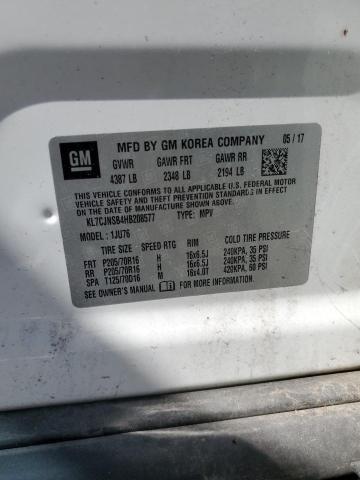 GM
MFD BY GM KOREA COMPANY 05/17
GVWR GAWR FRT GAWR RR
4387 LB 2348 LB 2194 LB
THIS VEHICLE CONFORMS TO ALL APPLICABLE U.S. FEDERAL MOTOR
VEHICLE SAFETY, BUMPER, AND THEFT PREVENTION STANDARDS
IN EFFECT ON THE DATE OF MANUFACTURE SHOWN ABOVE.
KL7CJNSB4HB208577 TYPE: MPV
MODEL: 1JU76
TIRE SIZE SPEED RTG RIM COLD TIRE PRESSURE
FRT P205/70R16 H 16x6.5J 240KPA, 35 PSI
RR P205/70R16 H 16x6.5J 240KPA, 35 PSI
SPA T125/70D16 M 16x4.0T 420KPA, 60 PSI
SEE OWNER'S MANUAL FOR MORE INFORMATION.